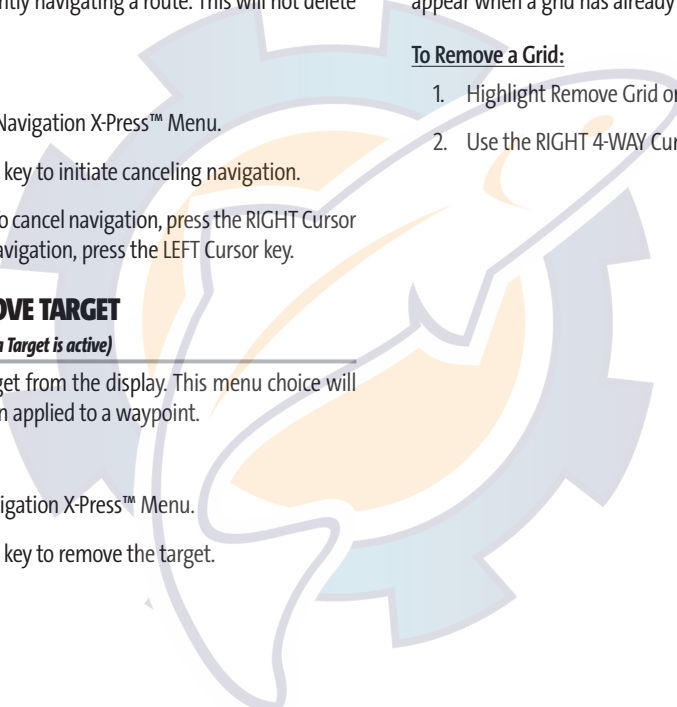 ntly navigating a route. This will not delete
Navigation X-Press™ Menu.
key to initiate canceling navigation.
o cancel navigation, press the RIGHT Cursor
avigation, press the LEFT Cursor key.
OVE TARGET
a Target is active)
get from the display. This menu choice will
n applied to a waypoint.
igation X-Press™ Menu.
key to remove the target.
appear when a grid has already
To Remove a Grid:
1. Highlight Remove Grid or
2. Use the RIGHT 4-WAY Cur